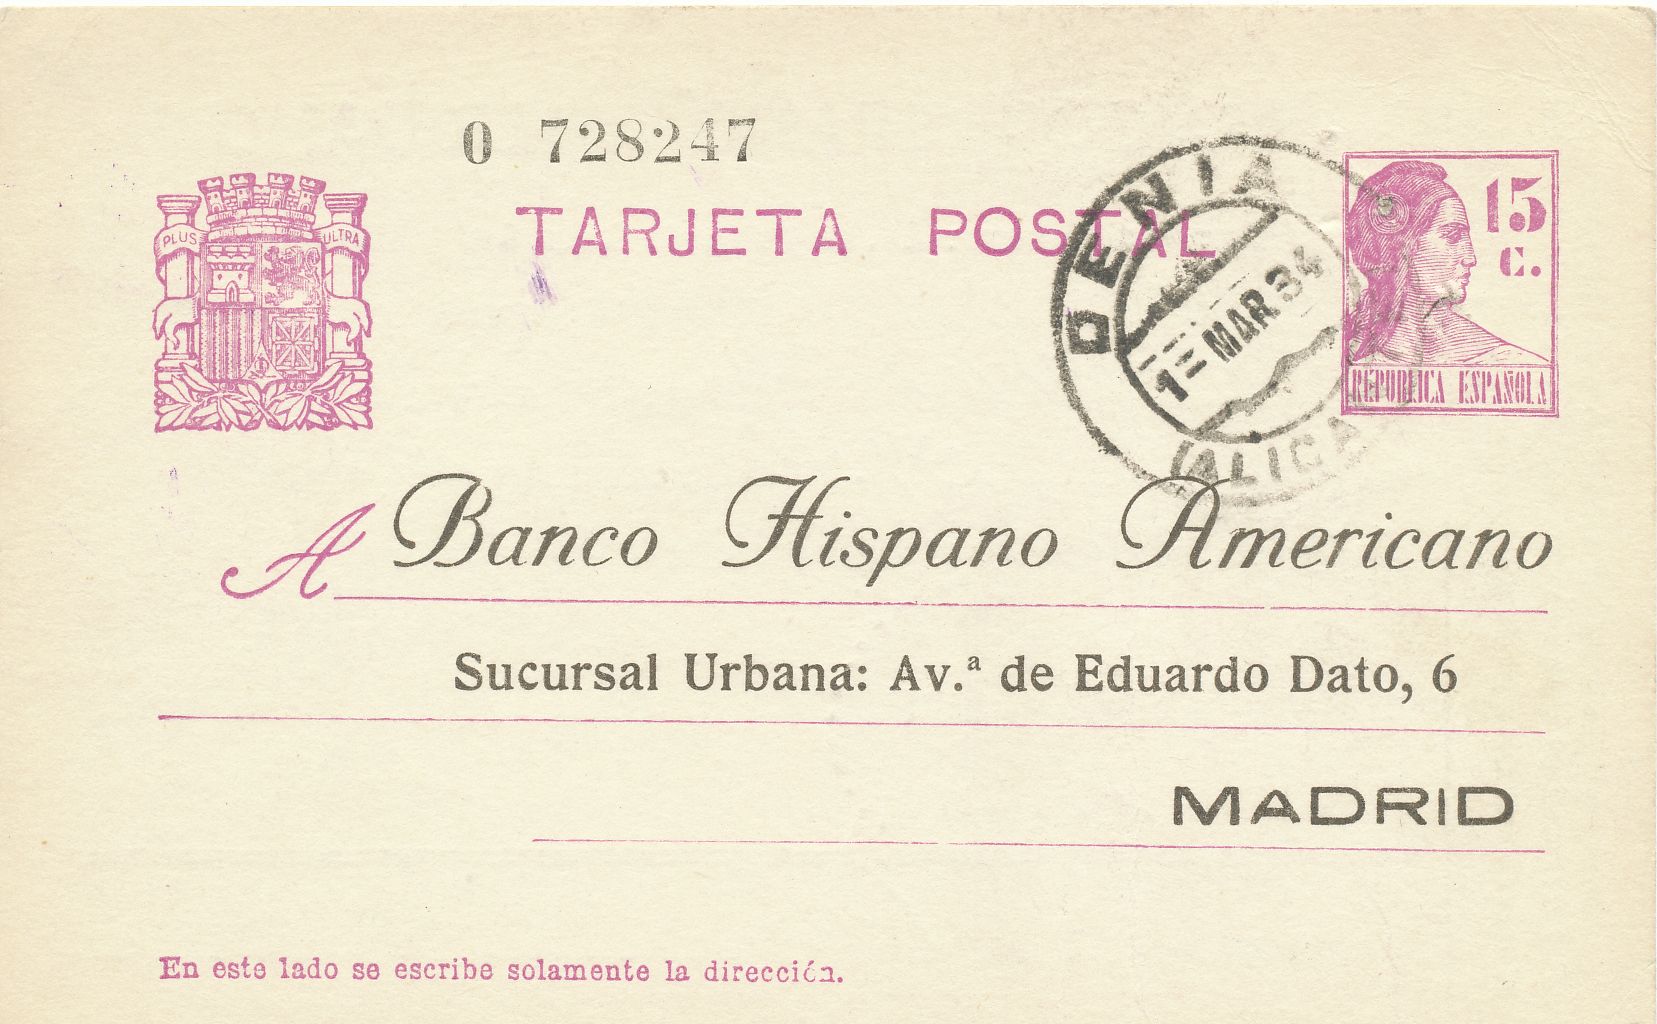 0 728247
TARJETA POSTAL
PLUS ULTRA
DENIA
1 MAR 34
(ALICA
15
C.
REPUBLICA ESPAÑOLA
A Banco Hispano Americano
Sucursal Urbana: Av.ª de Eduardo Dato, 6
MADRID
En este lado se escribe solamente la dirección.